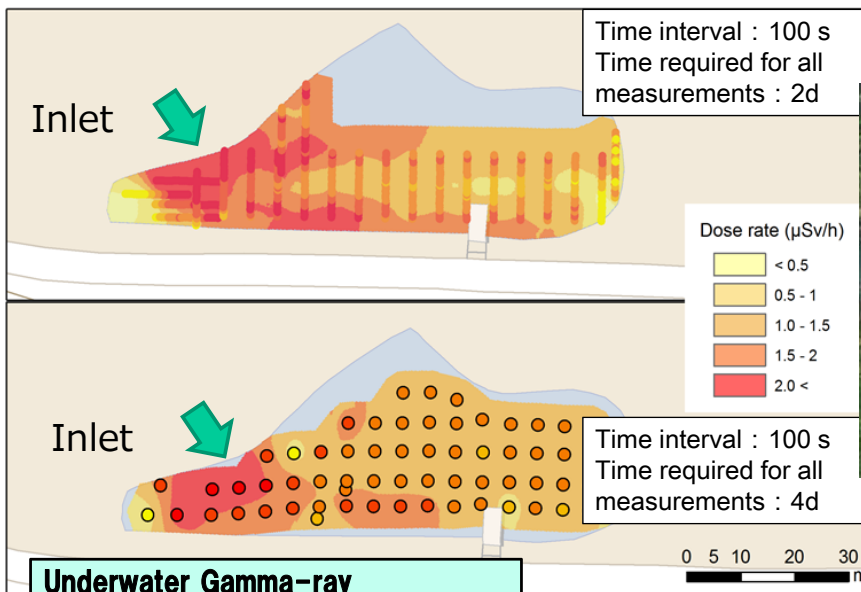 Time interval : 100 s
Time required for all
measurements : 2d
Inlet
Dose rate (μSv/h)
< 0.5
0.5 - 1
1.0 - 1.5
1.5 - 2
2.0 <
Inlet
Time interval : 100 s
Time required for all
measurements : 4d
0 5 10 20 30
Underwater Gamma-ray